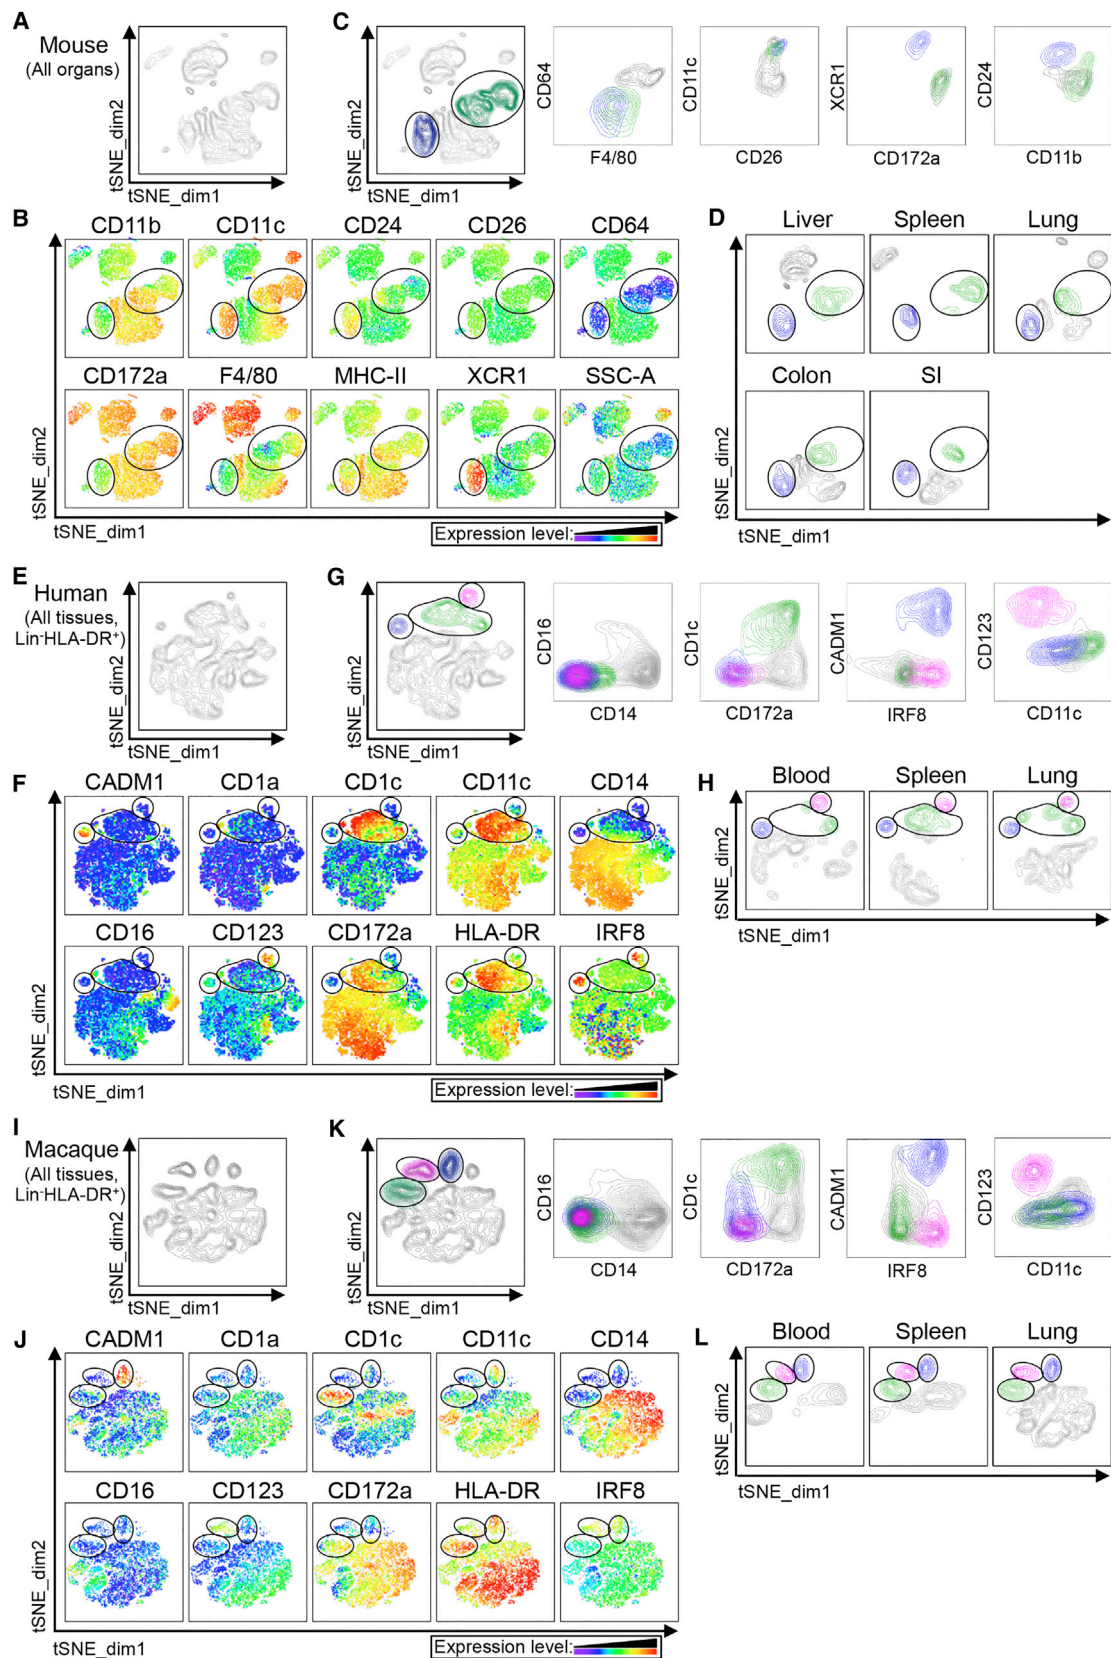 A
Mouse
(All organs)
tSNE_dim2
tSNE_dim1
C
tSNE_dim2
tSNE_dim1
CD64
F4/80
CD11c
CD26
XCR1
CD172a
CD24
CD11b
B
CD11b CD11c CD24 CD26 CD64
CD172a F4/80 MHC-II XCR1 SSC-A
tSNE_dim2
tSNE_dim1
Expression level:
D
Liver Spleen Lung
Colon SI
tSNE_dim2
tSNE_dim1
E
Human
(All tissues,
Lin-HLA-DR+)
tSNE_dim2
tSNE_dim1
G
tSNE_dim2
tSNE_dim1
CD16
CD14
CD1c
CD172a
CADM1
IRF8
CD123
CD11c
F
CADM1 CD1a CD1c CD11c CD14
CD16 CD123 CD172a HLA-DR IRF8
tSNE_dim2
tSNE_dim1
Expression level:
H
Blood Spleen Lung
tSNE_dim2
tSNE_dim1
I
Macaque
(All tissues,
Lin-HLA-DR+)
tSNE_dim2
tSNE_dim1
K
tSNE_dim2
tSNE_dim1
CD16
CD14
CD1c
CD172a
CADM1
IRF8
CD123
CD11c
J
CADM1 CD1a CD1c CD11c CD14
CD16 CD123 CD172a HLA-DR IRF8
tSNE_dim2
tSNE_dim1
Expression level:
L
Blood Spleen Lung
tSNE_dim2
tSNE_dim1